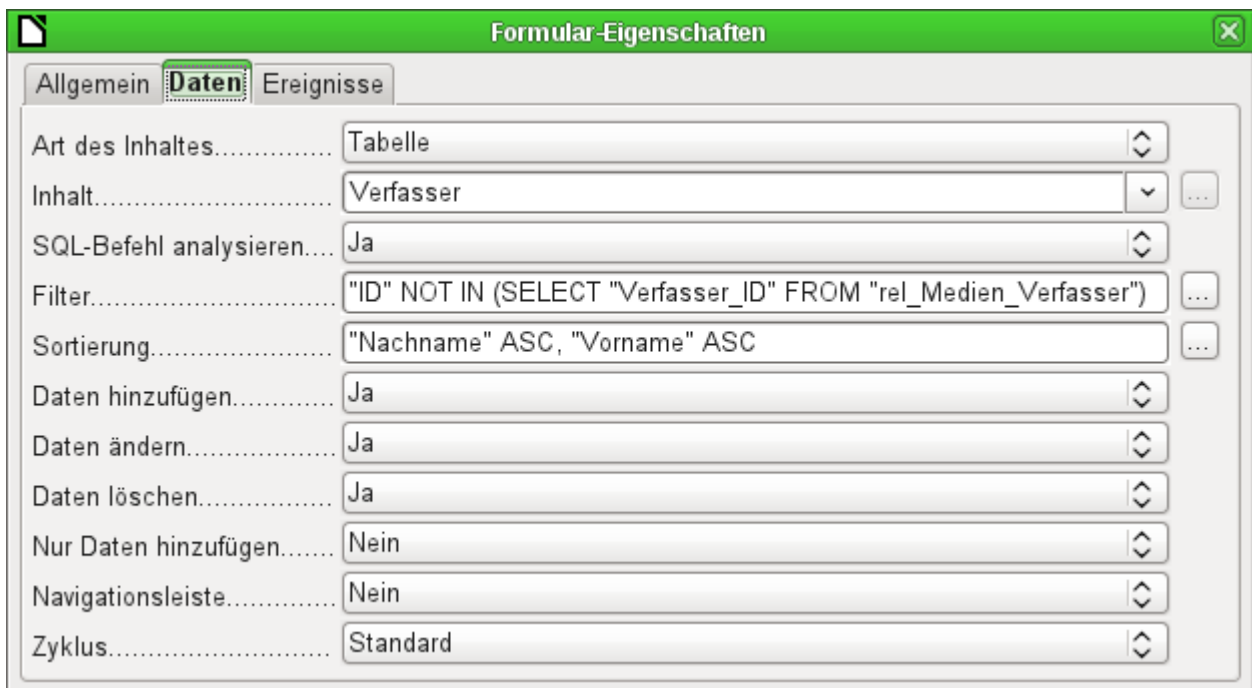 Formular-Eigenschaften
Allgemein Daten Ereignisse
Art des Inhaltes............... Tabelle
Inhalt............................. Verfasser ...
SQL-Befehl analysieren.... Ja
Filter.............................. "ID" NOT IN (SELECT "Verfasser_ID" FROM "rel_Medien_Verfasser") ...
Sortierung...................... "Nachname" ASC, "Vorname" ASC ...
Daten hinzufügen............. Ja
Daten ändern................... Ja
Daten löschen.................. Ja
Nur Daten hinzufügen....... Nein
Navigationsleiste.............. Nein
Zyklus............................ Standard